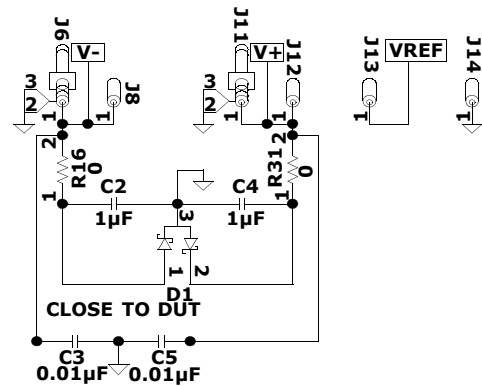 J6
V-
3
2
1
J8
1
J11
V+
3
2
1
J12
1
J13
1
VREF
J14
1
2
R16
0
1
2
R31
0
1
C2
1µF
C4
1µF
3
1
2
D1
CLOSE TO DUT
C3
0.01µF
C5
0.01µF